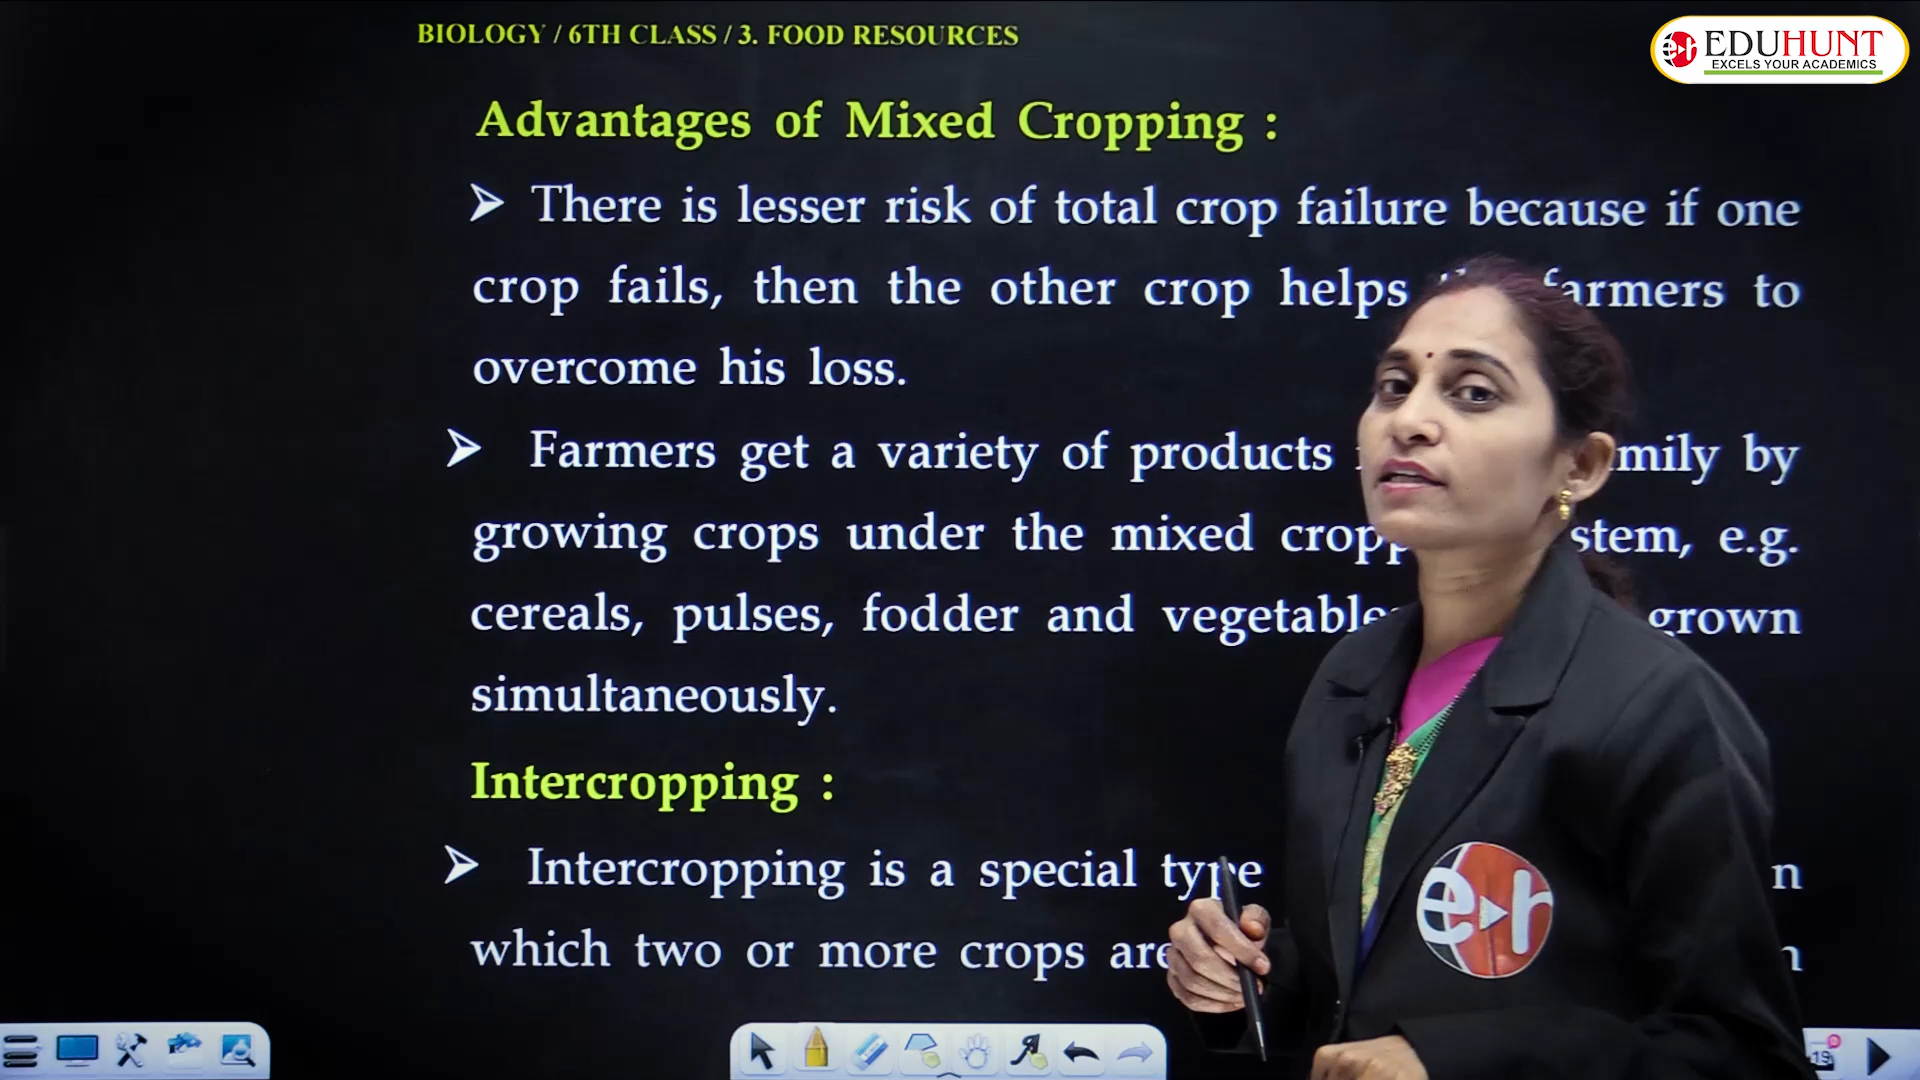 BIOLOGY / 6TH CLASS / 3. FOOD RESOURCES
EDUHUNT
EXCELS YOUR ACADEMICS
Advantages of Mixed Cropping :
➢ There is lesser risk of total crop failure because if one
crop fails, then the other crop helps farmers to
overcome his loss.
➢ Farmers get a variety of products by
growing crops under the mixed e.g.
cereals, pulses, fodder and grown
simultaneously.
Intercropping :
➢ Intercropping is a special type
which two or more crops are
er
19